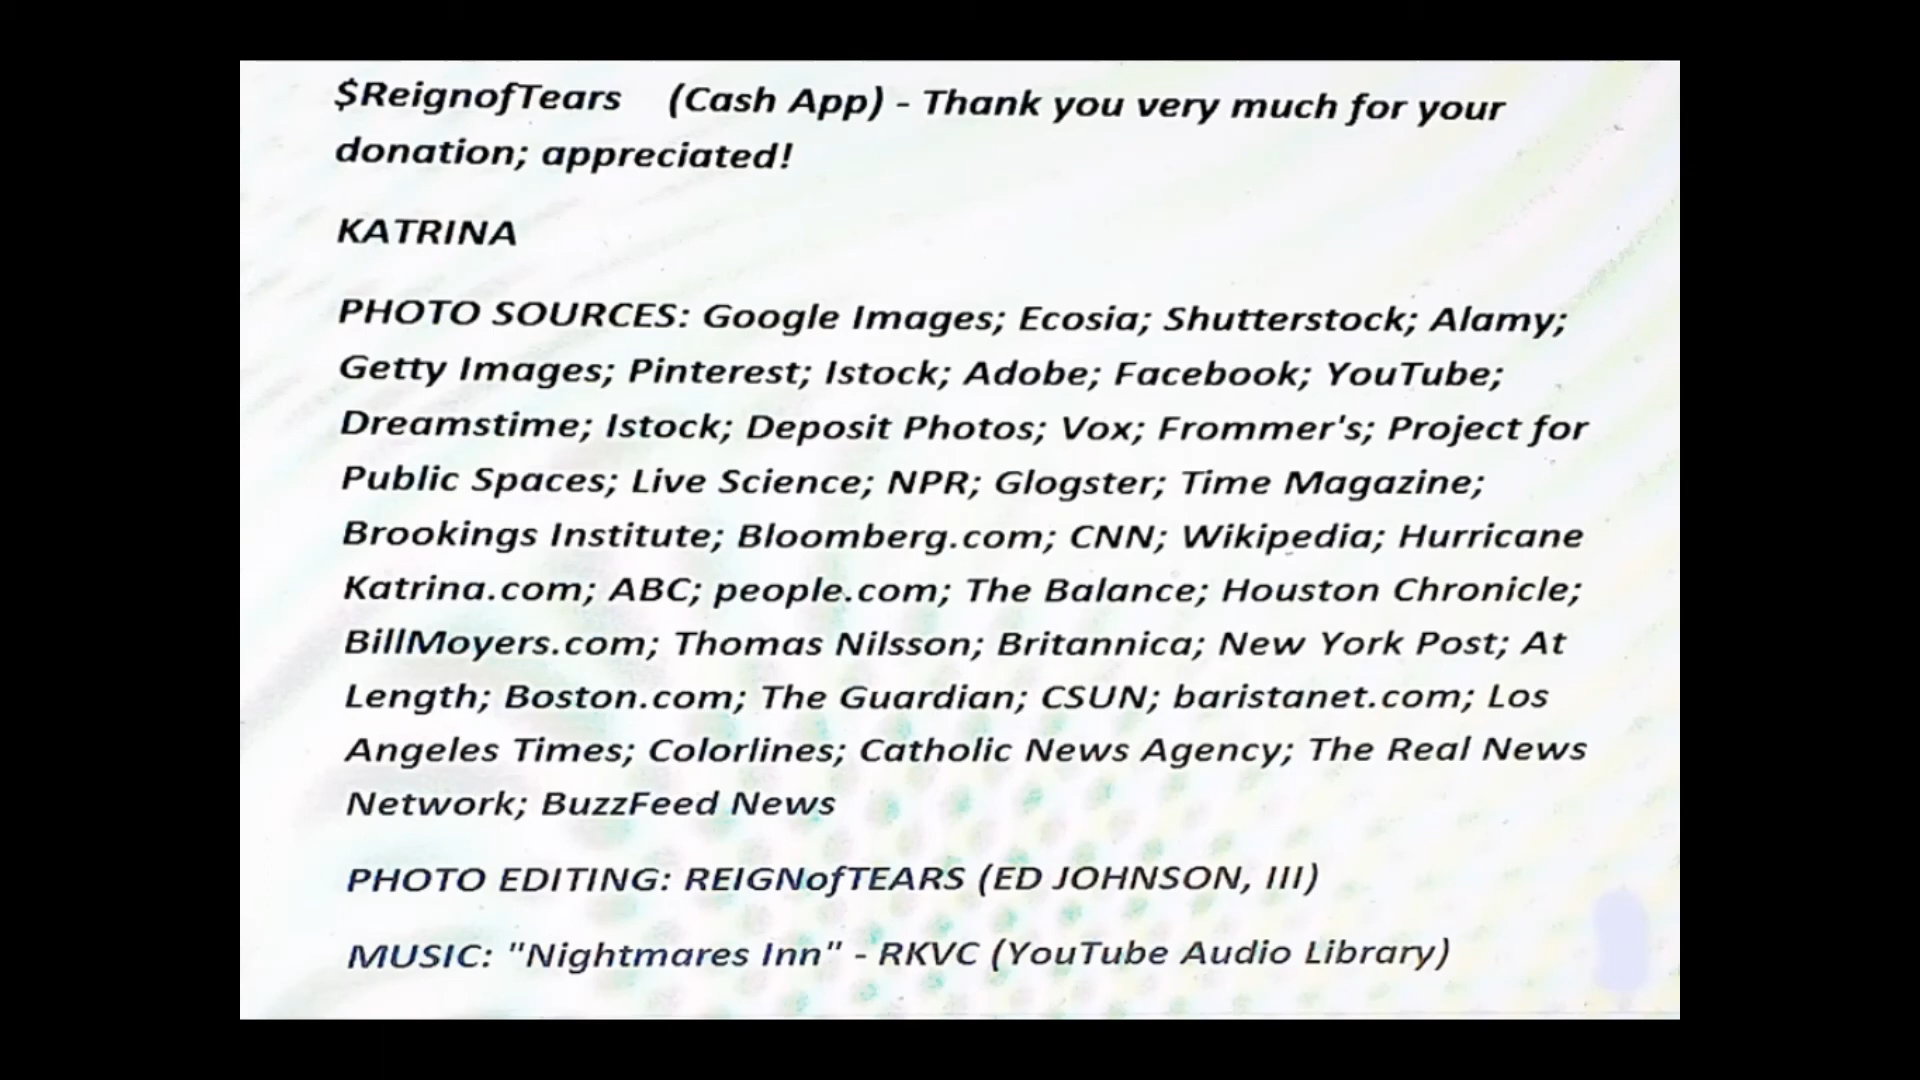 $ReignofTears (Cash App) - Thank you very much for your
donation; appreciated!
KATRINA
PHOTO SOURCES: Google Images; Ecosia; Shutterstock; Alamy;
Getty Images; Pinterest; Istock; Adobe; Facebook; YouTube;
Dreamstime; Istock; Deposit Photos; Vox; Frommer's; Project for
Public Spaces; Live Science; NPR; Glogster; Time Magazine;
Brookings Institute; Bloomberg.com; CNN; Wikipedia; Hurricane
Katrina.com; ABC; people.com; The Balance; Houston Chronicle;
BillMoyers.com; Thomas Nilsson; Britannica; New York Post; At
Length; Boston.com; The Guardian; CSUN; baristanet.com; Los
Angeles Times; Colorlines; Catholic News Agency; The Real News
Network; BuzzFeed News
PHOTO EDITING: REIGNofTEARS (ED JOHNSON, III)
MUSIC: "Nightmares Inn" - RKVC (YouTube Audio Library)